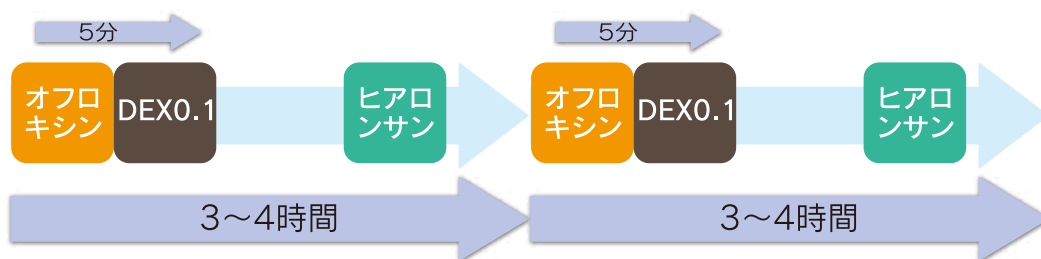 5分
5分
オフロ
キシン
DEX0.1
ヒアロ
ンサン
オフロ
キシン
DEX0.1
ヒアロ
ンサン
3〜4時間
3〜4時間